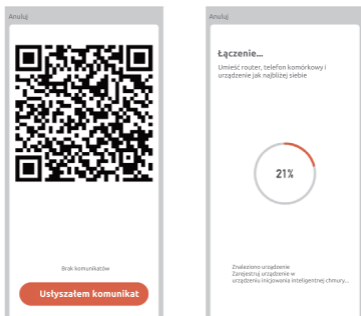 Anuluj
Brak komunikatów
Usłyszałem komunikat
Anuluj
Łączenie...
Umieść router, telefon komórkowy i
urządzenie jak najbliżej siebie
21%
Znaleziono urządzenie
Zarejestruj urządzenie w
urządzeniu inicjowania inteligentnej chmury...